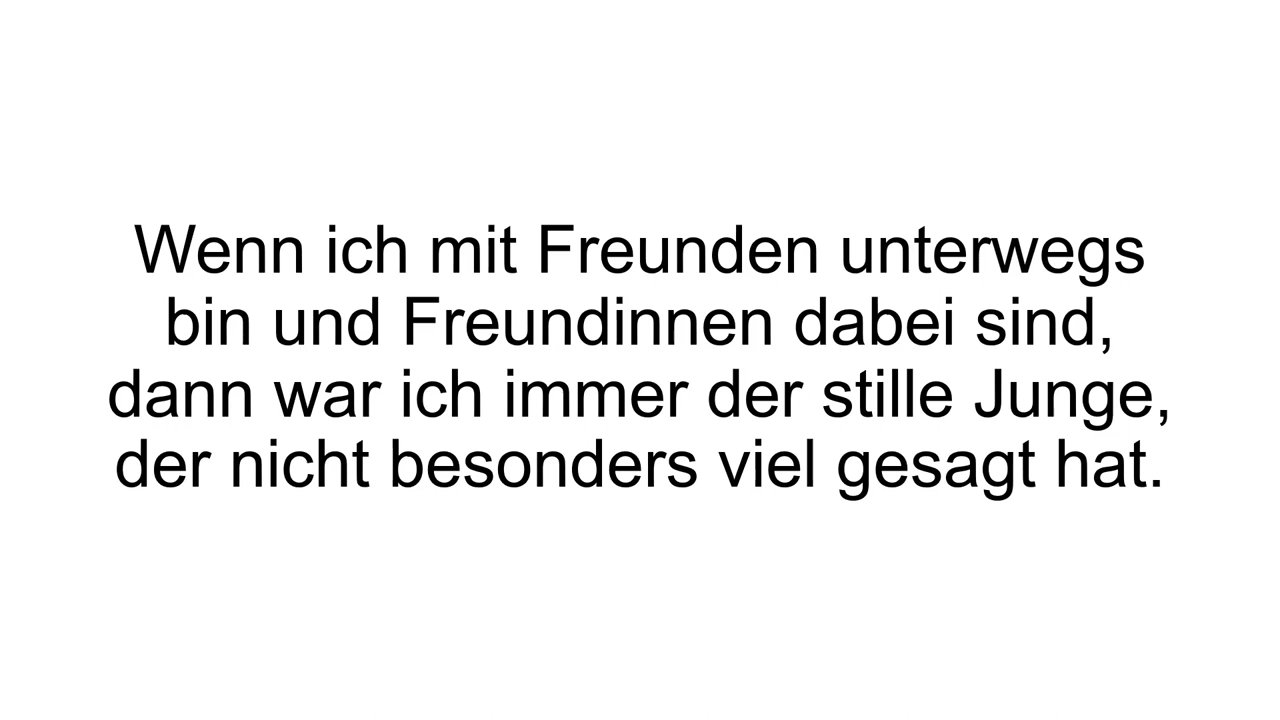 Wenn ich mit Freunden unterwegs
bin und Freundinnen dabei sind,
dann war ich immer der stille Junge,
der nicht besonders viel gesagt hat.